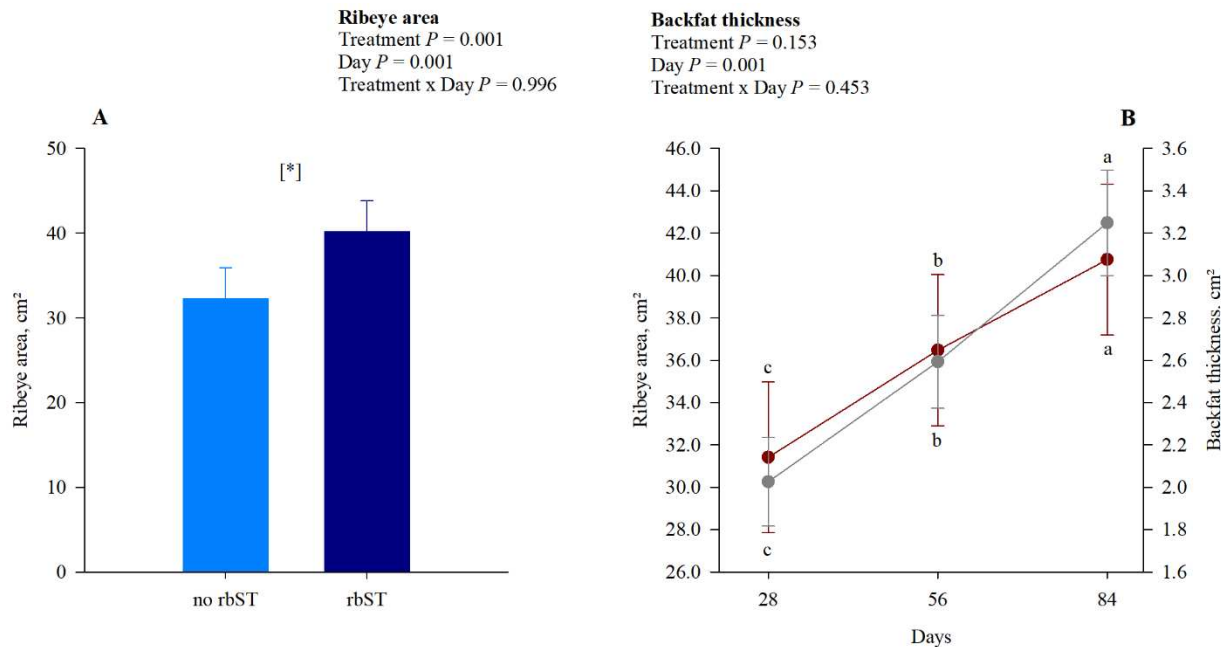 Ribeye area
Treatment P = 0.001
Day P = 0.001
Treatment x Day P = 0.996
Backfat thickness
Treatment P = 0.153
Day P = 0.001
Treatment x Day P = 0.453
A
50
40
30
20
10
0
Ribeye area, cm²
[*]
no rbST
rbST
B
46.0
44.0
42.0
40.0
38.0
36.0
34.0
32.0
30.0
28.0
26.0
Ribeye area, cm²
c
c
b
b
a
a
3.6
3.4
3.2
3.0
2.8
2.6
2.4
2.2
2.0
1.8
1.6
Backfat thickness. cm²
28
56
84
Days